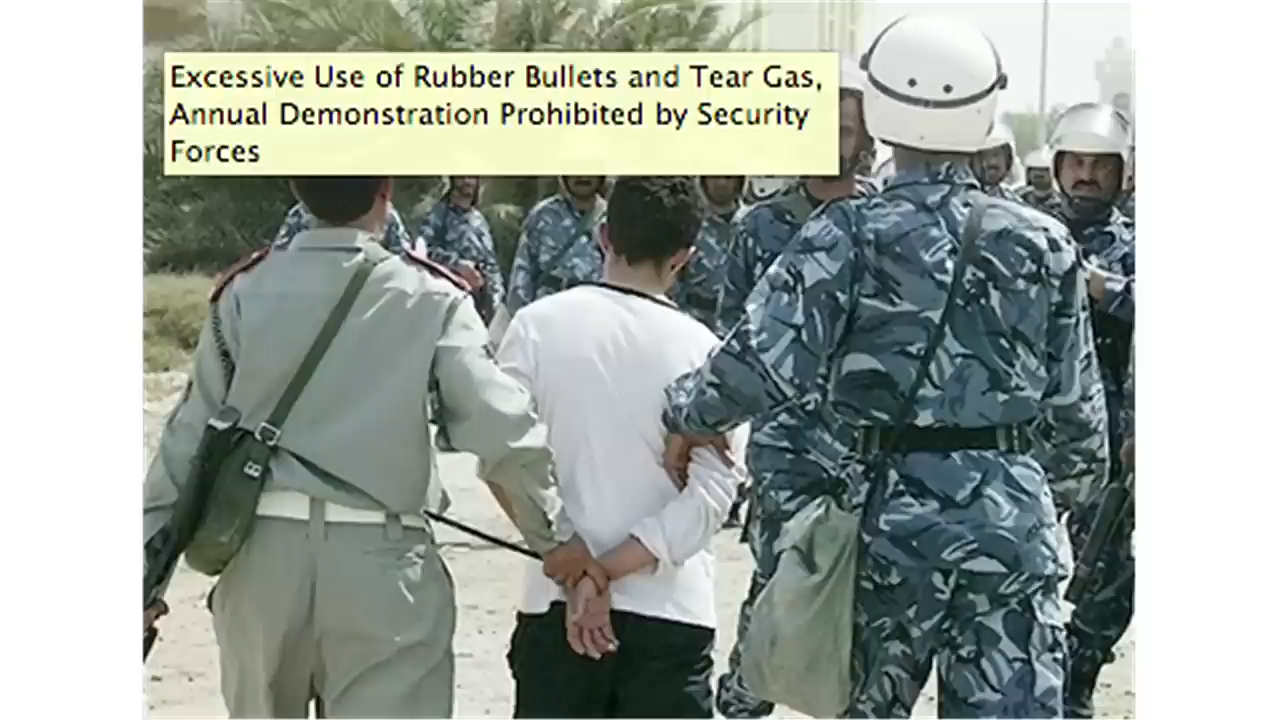 Excessive Use of Rubber Bullets and Tear Gas,
Annual Demonstration Prohibited by Security
Forces